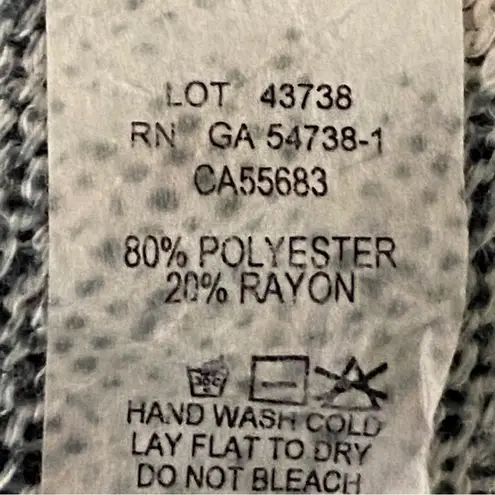 LOT 43738
RN GA 54738-1
CA55683
80% POLYESTER
20% RAYON
HAND WASH COLD
LAY FLAT TO DRY
DO NOT BLEACH